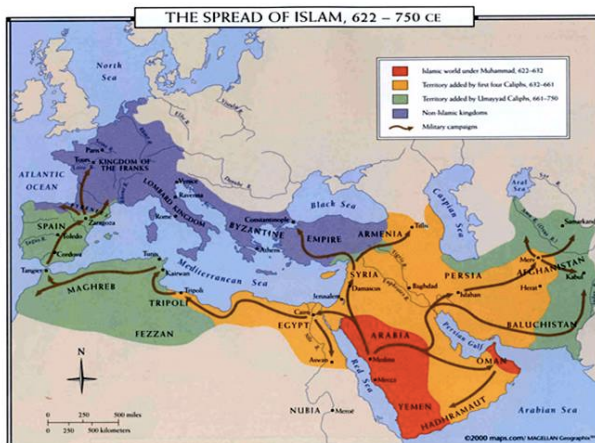 THE SPREAD OF ISLAM, 622 – 750 CE
Islamic world under Muhammad, 622-632
Territory added by first four Caliphs, 632-661
Territory added by Umayyad Caliphs, 661-750
Non-Islamic kingdoms
Military campaigns
North
Sea
ATLANTIC
OCEAN
Paris
Tours
KINGDOM OF
THE FRANKS
LOMBARD KINGDOM
Venice
Ravenna
Rome
SPAIN
Zaragoza
Toledo
Cordova
Tangier
MAGHREB
Tunis
Kairwan
Mediterranean Sea
Tripoli
TRIPOLI
FEZZAN
Constantinople
BYZANTINE
EMPIRE
Athens
Black Sea
Caspian Sea
Aral
Sea
ARMENIA
Tiflis
SYRIA
Damascus
Jerusalem
Baghdad
PERSIA
Isfahan
Merv
Samarkand
AFGHANISTAN
Kabul
Herat
BALUCHISTAN
Cairo
EGYPT
Aswan
NUBIA
Meroë
Red Sea
ARABIA
Medina
Mecca
YEMEN
HADHRAMAUT
OMAN
Persian Gulf
Arabian Sea
N
0 250 500 miles
0 250 500 kilometers
©2000 maps.com/ MAGELLAN Geographix